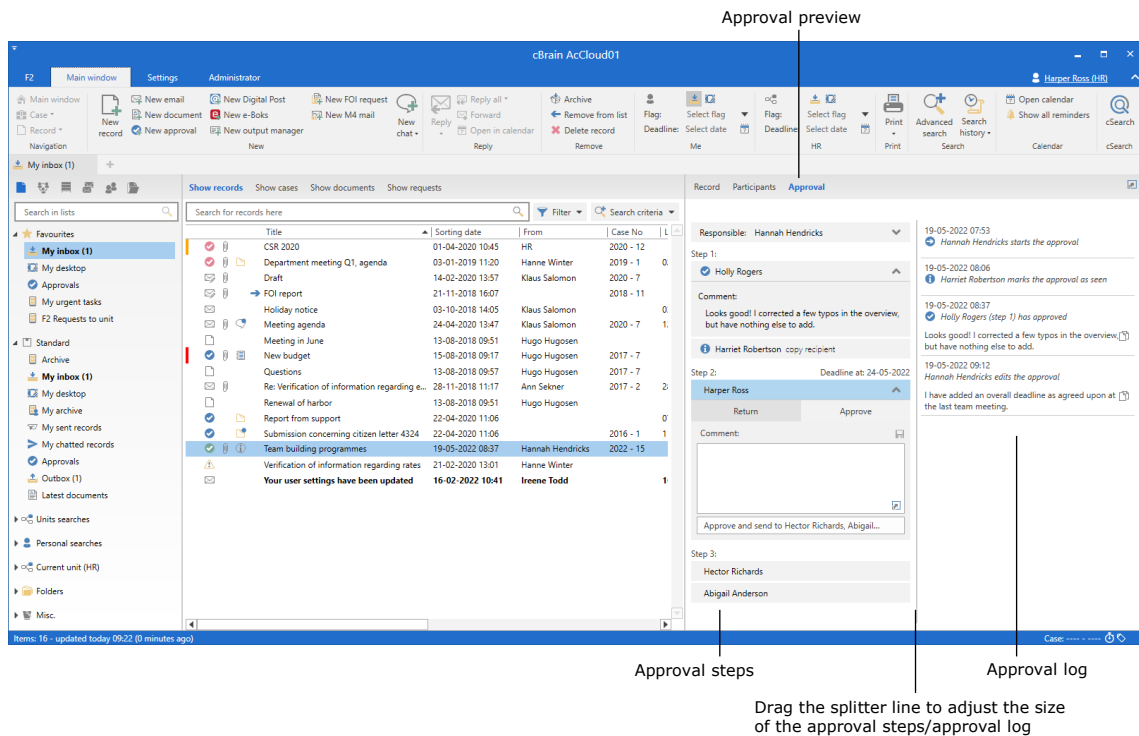 Approval preview
cBrain AcCloud01
F2 Main window Settings Administrator
Harper Ross (HR)
Main window
Case
Record
Navigation
New record
New email
New document
New approval
New Digital Post
New e-Boks
New output manager
New FOI request
New M4 mail
New chat
New
Reply
Reply all
Forward
Open in calendar
Reply
Archive
Remove from list
Delete record
Remove
Flag: Select flag
Deadline: Select date
Me
Flag: Select flag
Deadline Select date
HR
Print
Print
Advanced search
Search history
Search
Open calendar
Show all reminders
Calendar
cSearch
cSearch
My inbox (1) +
Search in lists
Favourites
My inbox (1)
My desktop
Approvals
My urgent tasks
F2 Requests to unit
Standard
Archive
My inbox (1)
My desktop
My archive
My sent records
My chatted records
Approvals
Outbox (1)
Latest documents
Units searches
Personal searches
Current unit (HR)
Folders
Misc.
Show records Show cases Show documents Show requests
Search for records here Filter Search criteria
Title Sorting date From Case No L
CSR 2020 01-04-2020 10:45 HR 2020 - 12
Department meeting Q1, agenda 03-01-2019 11:20 Hanne Winter 2019 - 1 0
Draft 14-02-2020 13:57 Klaus Salomon 2020 - 7
FOI report 21-11-2018 16:07 2018 - 11
Holiday notice 03-10-2018 14:05 Klaus Salomon 0
Meeting agenda 24-04-2020 13:47 Klaus Salomon 2020 - 7 1
Meeting in June 13-08-2018 09:51 Hugo Hugosen
New budget 15-08-2018 09:17 Hugo Hugosen 2017 - 7
Questions 13-08-2018 09:57 Hugo Hugosen 2017 - 7
Re: Verification of information regarding e... 28-11-2018 11:17 Ann Sekner 2017 - 2 2
Renewal of harbor 13-08-2018 09:51 Hugo Hugosen
Report from support 22-04-2020 11:06 0
Submission concerning citizen letter 4324 22-04-2020 11:06 2016 - 1 1
Team building programmes 19-05-2022 08:37 Hannah Hendricks 2022 - 15
Verification of information regarding rates 21-02-2020 13:01 Hanne Winter
Your user settings have been updated 16-02-2022 10:41 Ireene Todd 1
Record Participants Approval
Responsible: Hannah Hendricks
Step 1:
Holly Rogers
Comment:
Looks good! I corrected a few typos in the overview,
but have nothing else to add.
Harriet Robertson copy recipient
Step 2: Deadline at: 24-05-2022
Harper Ross
Return Approve
Comment:
Approve and send to Hector Richards, Abigail...
Step 3:
Hector Richards
Abigail Anderson
19-05-2022 07:53
Hannah Hendricks starts the approval
19-05-2022 08:06
Harriet Robertson marks the approval as seen
19-05-2022 08:37
Holly Rogers (step 1) has approved
Looks good! I corrected a few typos in the overview,
but have nothing else to add.
19-05-2022 09:12
Hannah Hendricks edits the approval
I have added an overall deadline as agreed upon at
the last team meeting.
Items: 16 - updated today 09:22 (0 minutes ago)
Case: ---- - ----
Approval steps
Approval log
Drag the splitter line to adjust the size
of the approval steps/approval log